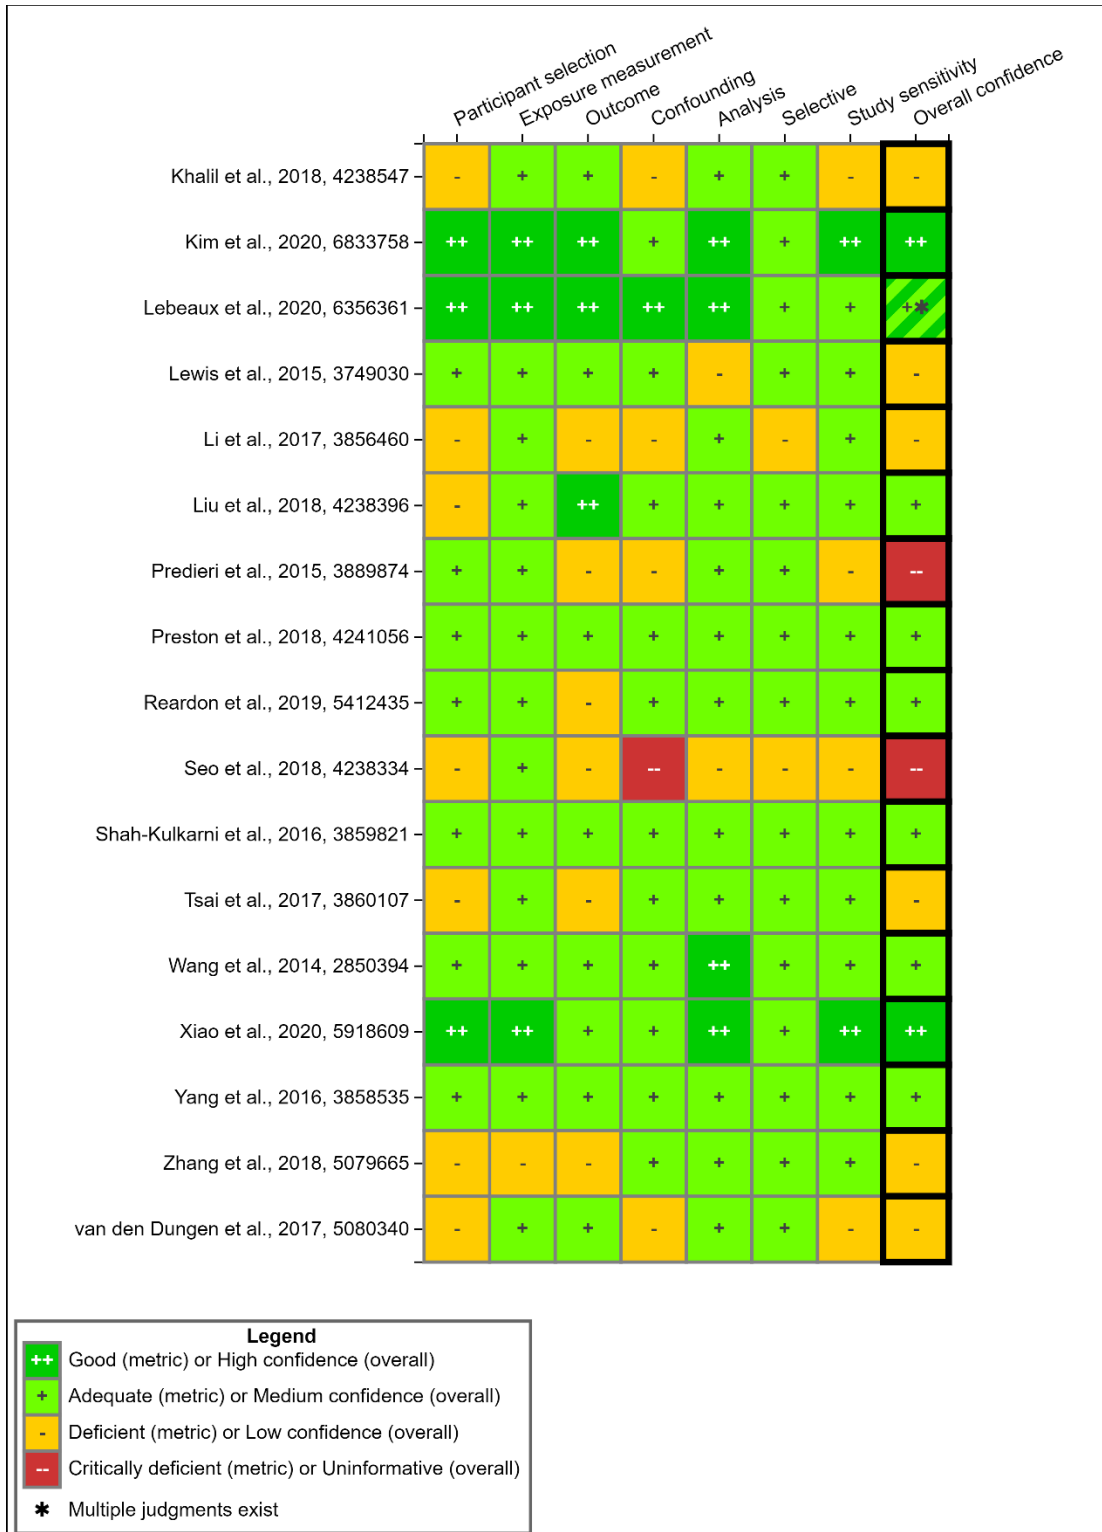 Participant selection
Exposure measurement
Outcome
Confounding
Analysis
Selective
Study sensitivity
Overall confidence
Khalil et al., 2018, 4238547 - + + - + + - -
Kim et al., 2020, 6833758 ++ ++ ++ + ++ + ++ ++
Lebeaux et al., 2020, 6356361 ++ ++ ++ ++ ++ + + +✱
Lewis et al., 2015, 3749030 + + + + - + + -
Li et al., 2017, 3856460 - + - - + - + -
Liu et al., 2018, 4238396 - + ++ + + + + +
Predieri et al., 2015, 3889874 + + - - + + - --
Preston et al., 2018, 4241056 + + + + + + + +
Reardon et al., 2019, 5412435 + + - + + + + +
Seo et al., 2018, 4238334 - + - -- - - - --
Shah-Kulkarni et al., 2016, 3859821 + + + + + + + +
Tsai et al., 2017, 3860107 - + - + + + + -
Wang et al., 2014, 2850394 + + + + ++ + + +
Xiao et al., 2020, 5918609 ++ ++ + + ++ + ++ ++
Yang et al., 2016, 3858535 + + + + + + + +
Zhang et al., 2018, 5079665 - - - + + + + -
van den Dungen et al., 2017, 5080340 - + + - + + - -
Legend
++ Good (metric) or High confidence (overall)
+ Adequate (metric) or Medium confidence (overall)
- Deficient (metric) or Low confidence (overall)
-- Critically deficient (metric) or Uninformative (overall)
✱ Multiple judgments exist